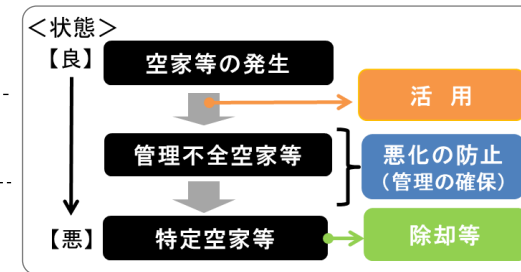 ＜状態＞
【良】
空家等の発生
活　用
管理不全空家等
悪化の防止
（管理の確保）
【悪】
特定空家等
除却等